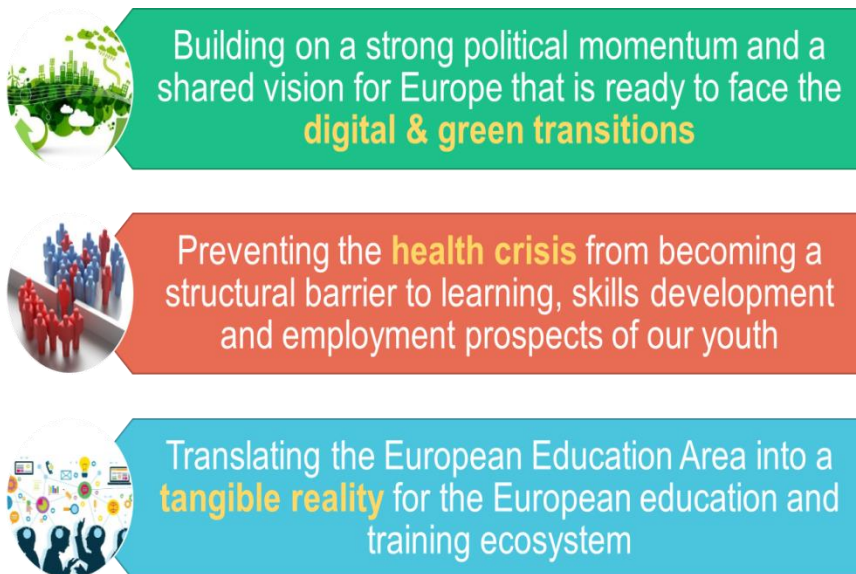 Building on a strong political momentum and a
shared vision for Europe that is ready to face the
digital & green transitions
Preventing the health crisis from becoming a
structural barrier to learning, skills development
and employment prospects of our youth
Translating the European Education Area into a
tangible reality for the European education and
training ecosystem